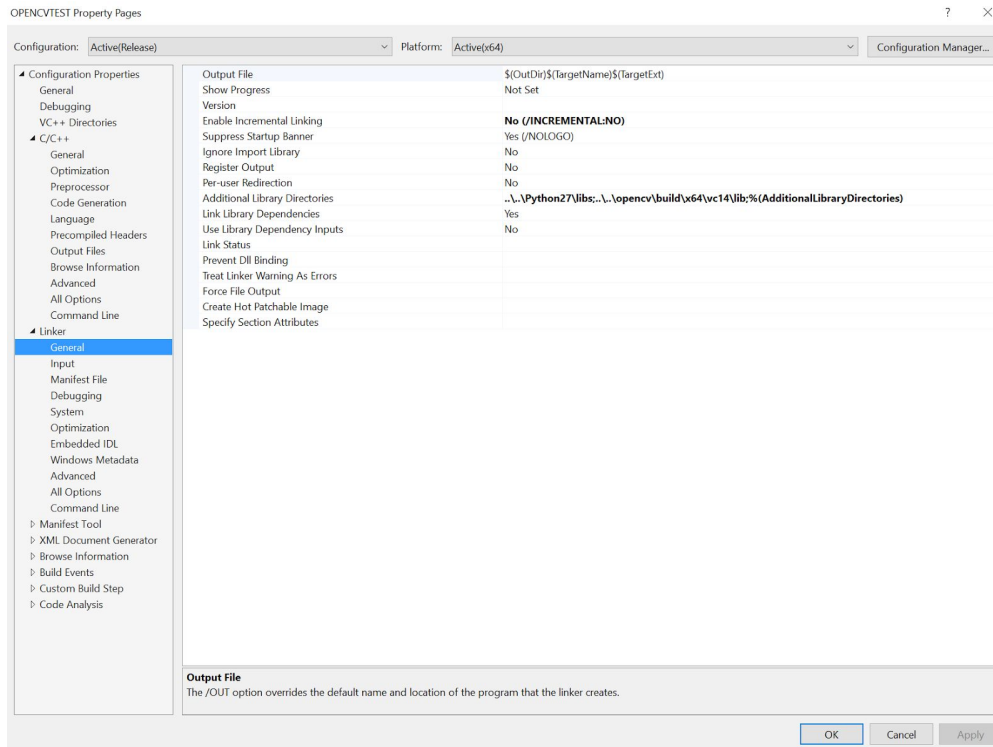 OPENCVTEST Property Pages
?
Configuration: Active(Release) Platform: Active(x64) Configuration Manager...
Configuration Properties
General
Debugging
VC++ Directories
C/C++
General
Optimization
Preprocessor
Code Generation
Language
Precompiled Headers
Output Files
Browse Information
Advanced
All Options
Command Line
Linker
General
Input
Manifest File
Debugging
System
Optimization
Embedded IDL
Windows Metadata
Advanced
All Options
Command Line
Manifest Tool
XML Document Generator
Browse Information
Build Events
Custom Build Step
Code Analysis
Output File $(OutDir)$(TargetName)$(TargetExt)
Show Progress Not Set
Version
Enable Incremental Linking No (/INCREMENTAL:NO)
Suppress Startup Banner Yes (/NOLOGO)
Ignore Import Library No
Register Output No
Per-user Redirection No
Additional Library Directories ..\..\Python27\libs;..\..\opencv\build\x64\vc14\lib;%(AdditionalLibraryDirectories)
Link Library Dependencies Yes
Use Library Dependency Inputs No
Link Status
Prevent Dll Binding
Treat Linker Warning As Errors
Force File Output
Create Hot Patchable Image
Specify Section Attributes
Output File
The /OUT option overrides the default name and location of the program that the linker creates.
OK Cancel Apply